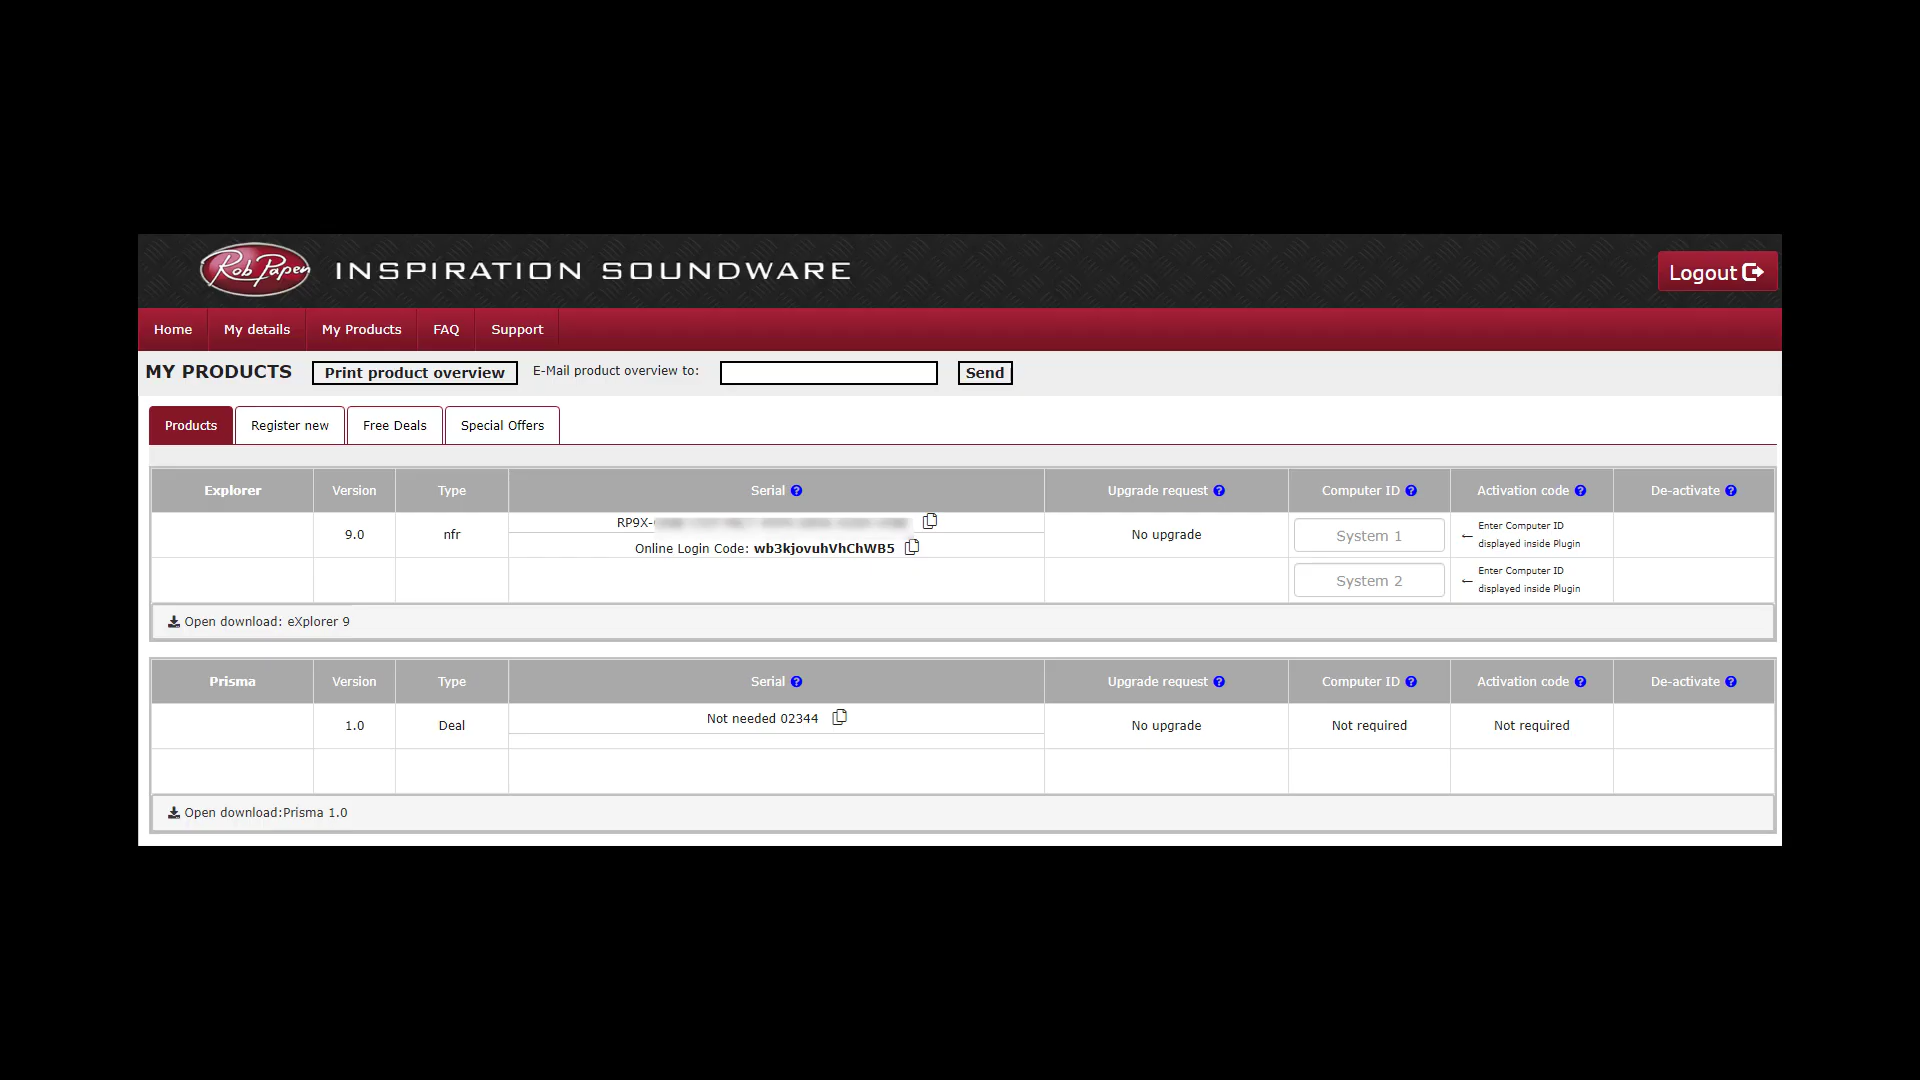 Rob Papen INSPIRATION SOUNDWARE
Logout
Home My details My Products FAQ Support
MY PRODUCTS Print product overview E-Mail product overview to: Send
Products Register new Free Deals Special Offers
Explorer Version Type Serial ? Upgrade request ? Computer ID ? Activation code ? De-activate ?
RP9X-
9.0 nfr No upgrade System 1 ← Enter Computer ID
displayed inside Plugin
Online Login Code: wb3kjovuhVhChWB5
System 2 ← Enter Computer ID
displayed inside Plugin
Open download: eXplorer 9
Prisma Version Type Serial ? Upgrade request ? Computer ID ? Activation code ? De-activate ?
1.0 Deal Not needed 02344 No upgrade Not required Not required
Open download:Prisma 1.0